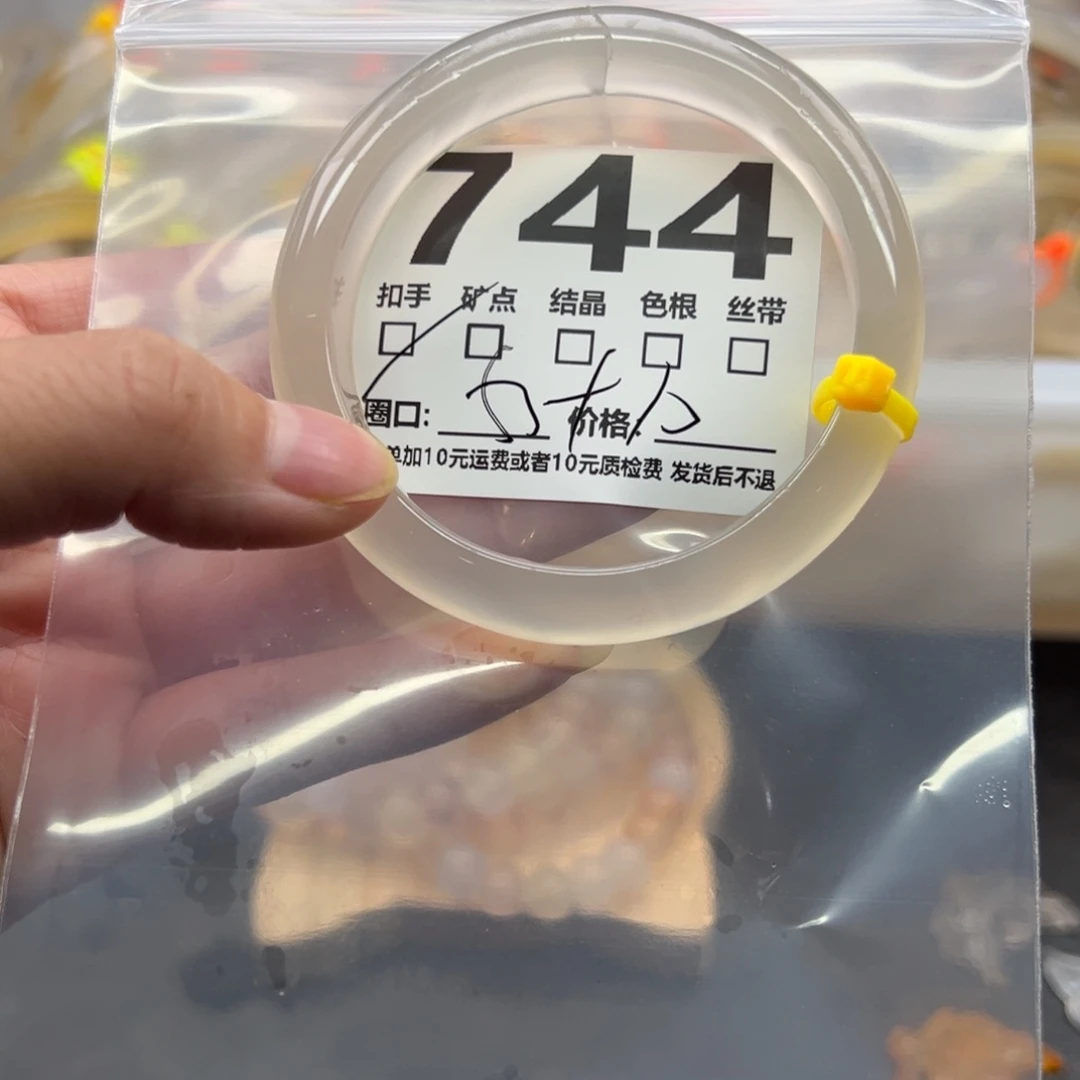 744
扣手 矿点 结晶 色根 丝带
圈口: 价格:
单加10元运费或者10元质检费 发货后不退